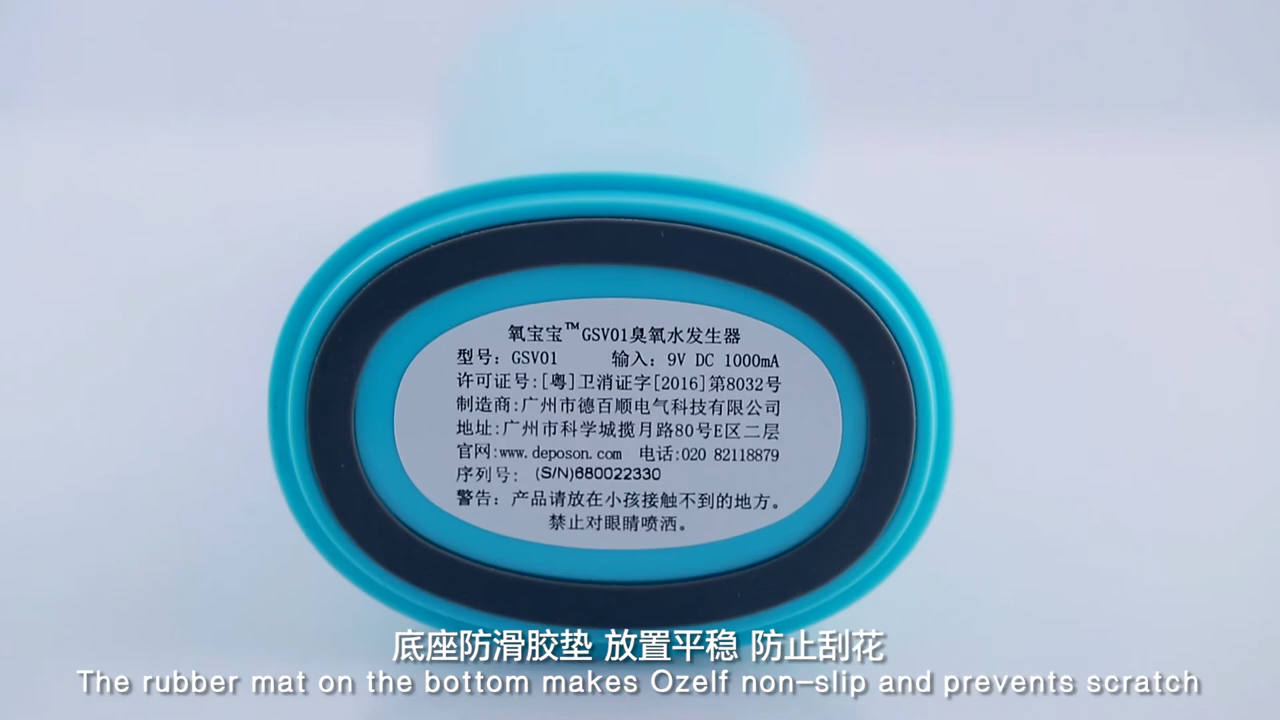 氧宝宝™GSV01臭氧水发生器
型号：GSV01 输入：9V DC 1000mA
许可证号:[粤]卫消证字[2016]第8032号
制造商:广州市德百顺电气科技有限公司
地址:广州市科学城揽月路80号E区二层
官网:www.deposon.com 电话:020 82118879
序列号： (S/N)680022330
警告：产品请放在小孩接触不到的地方。
禁止对眼睛喷洒。
底座防滑胶垫 放置平稳 防止刮花
The rubber mat on the bottom makes Ozelf non-slip and prevents scratch